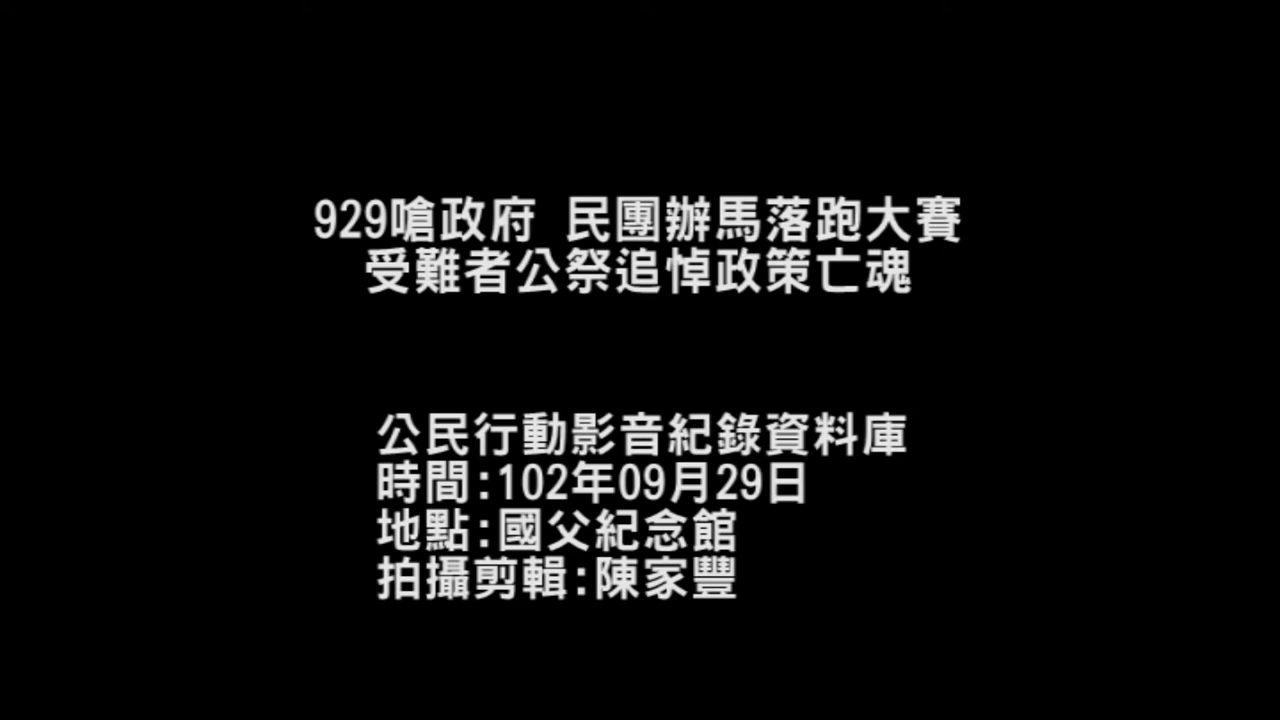 929嗆政府 民團辦馬落跑大賽
受難者公祭追悼政策亡魂
公民行動影音紀錄資料庫
時間:102年09月29日
地點:國父紀念館
拍攝剪輯:陳家豐